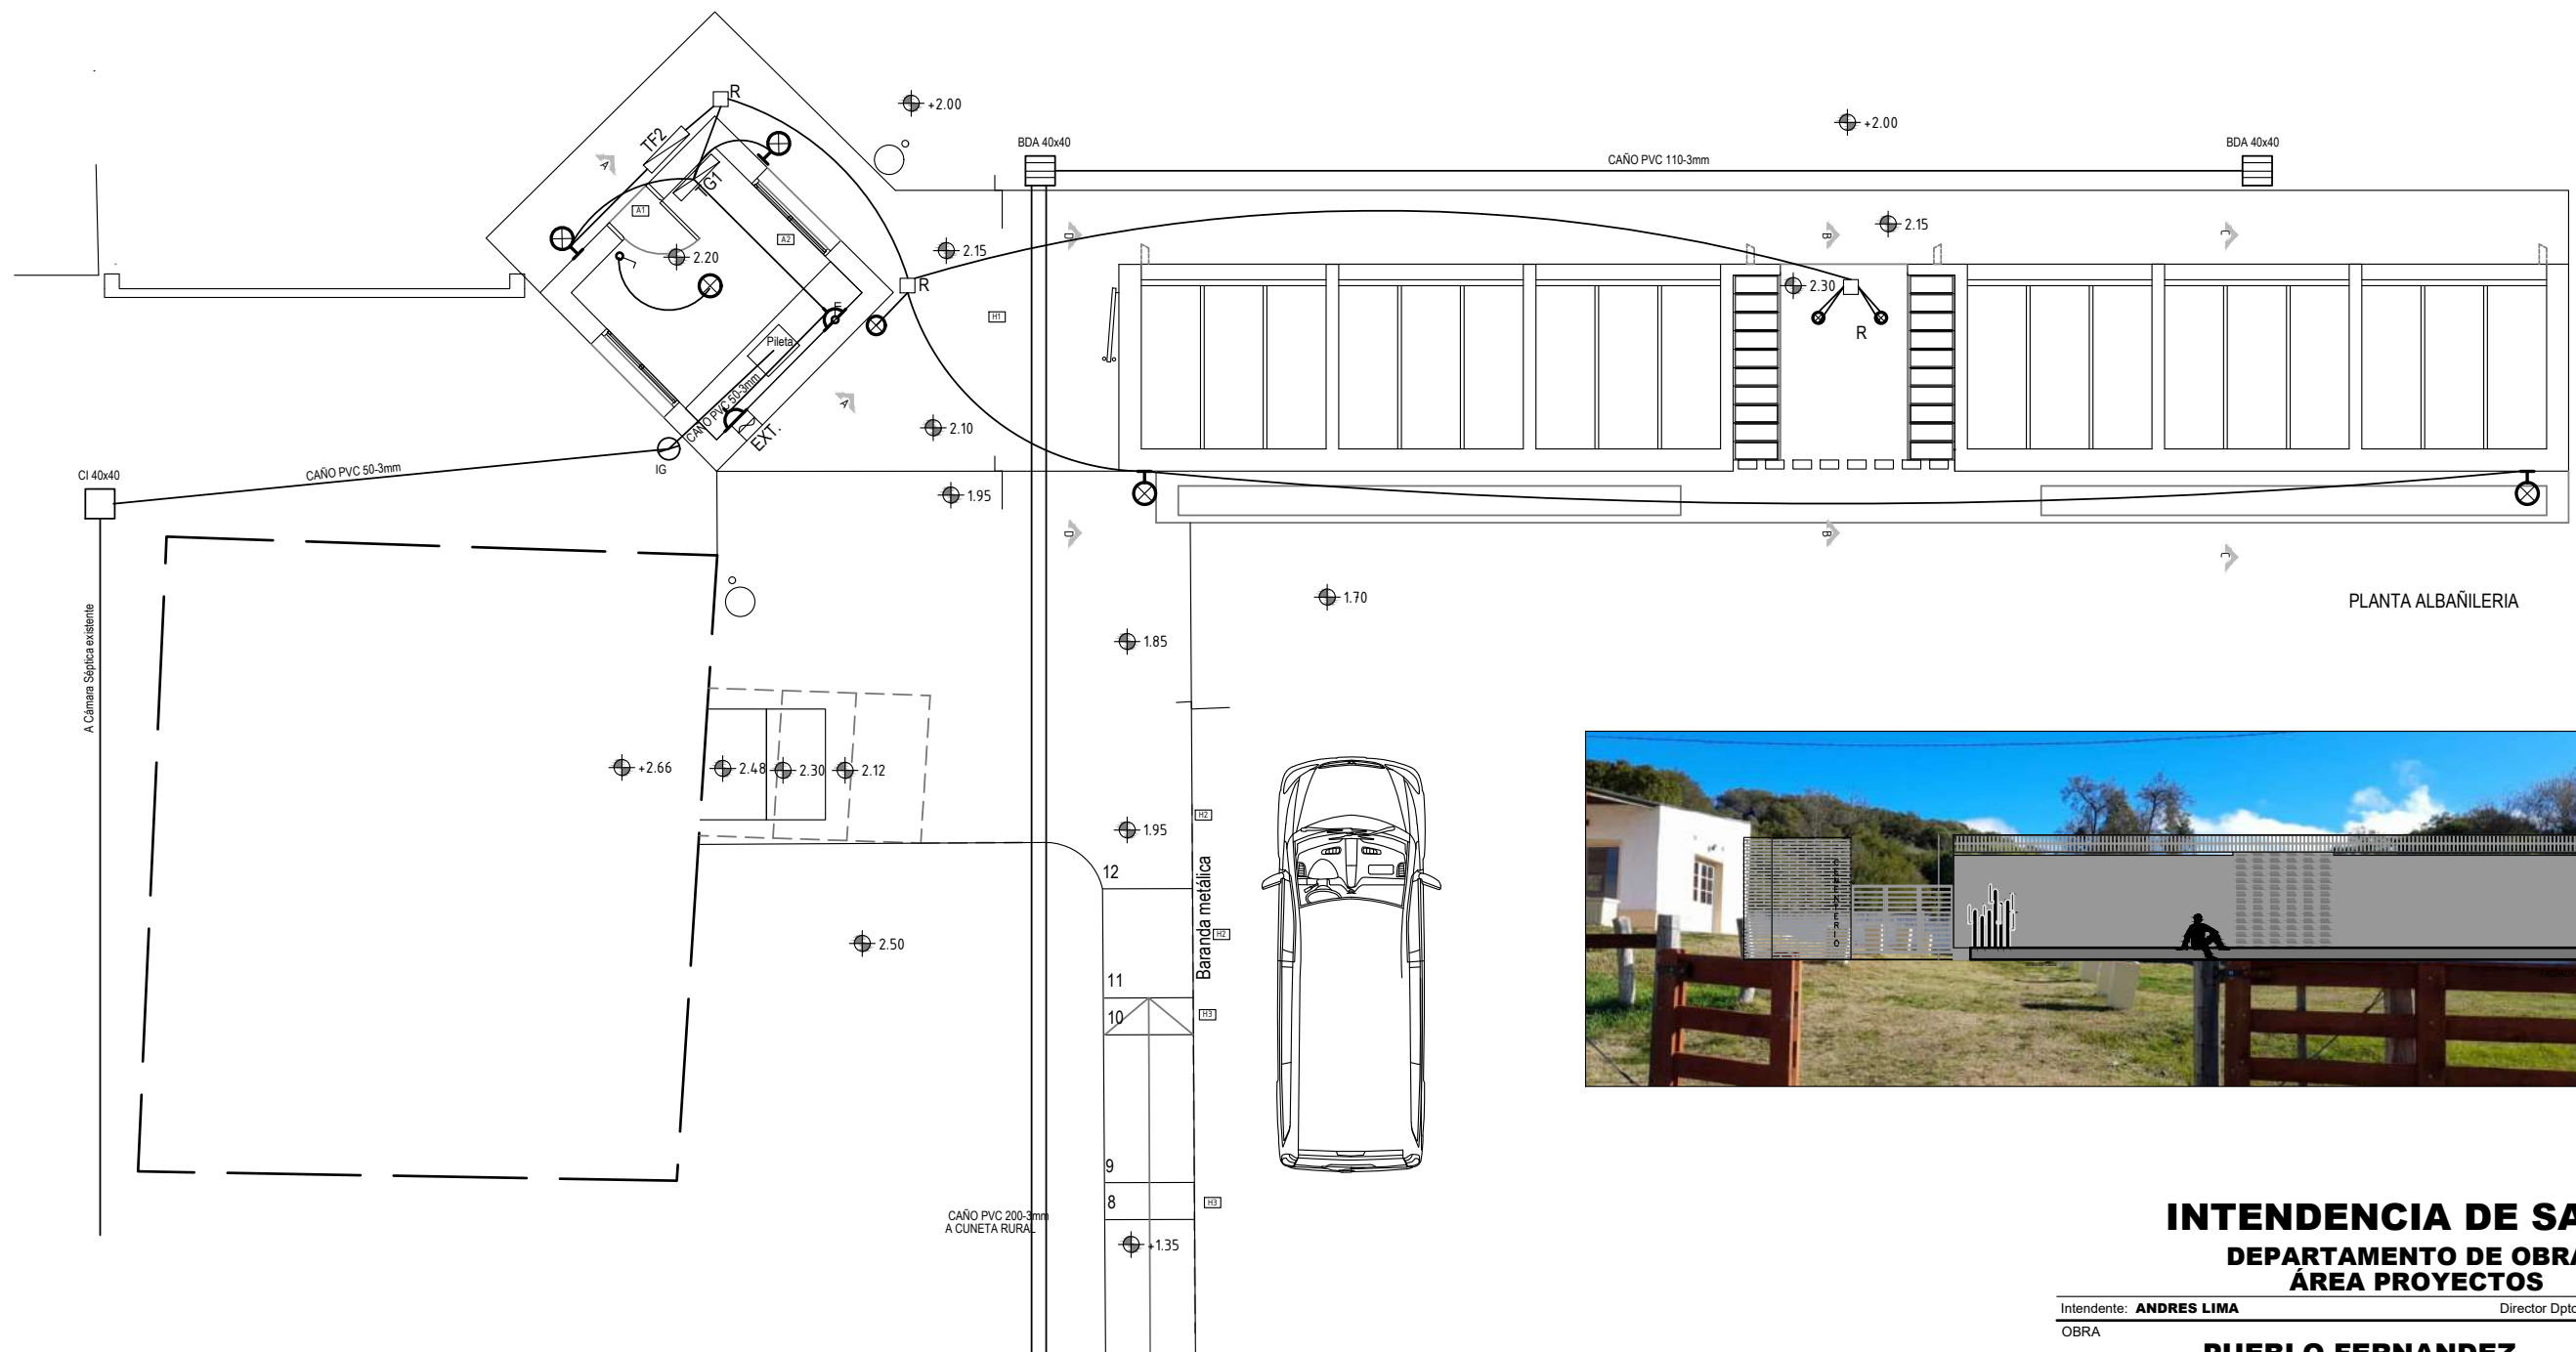 R
+2.00
+2.00
BDA 40x40
BDA 40x40
CAÑO PVC 110-3mm
TF2
A
TG1
A1
A2
2.20
2.15
2.15
D
B
C
R
F
H1
2.30
R
Pileta
CAÑO PVC 50-3mm
A
EXT.
2.10
IG
CAÑO PVC 50-3mm
CI 40x40
1.95
D
B
C
1.70
PLANTA ALBAÑILERIA
A Cámara Séptica existente
1.85
+2.66
2.48
2.30
2.12
H2
1.95
12
Baranda metálica
H2
2.50
11
10
H3
9
8
H3
CAÑO PVC 200-3mm
A CUNETA RURAL
+1.35
CEMENTERIO
INTENDENCIA DE SA
DEPARTAMENTO DE OBRA
ÁREA PROYECTOS
Intendente: ANDRES LIMA
Director Dpto
OBRA
PUEBLO FERNANDEZ